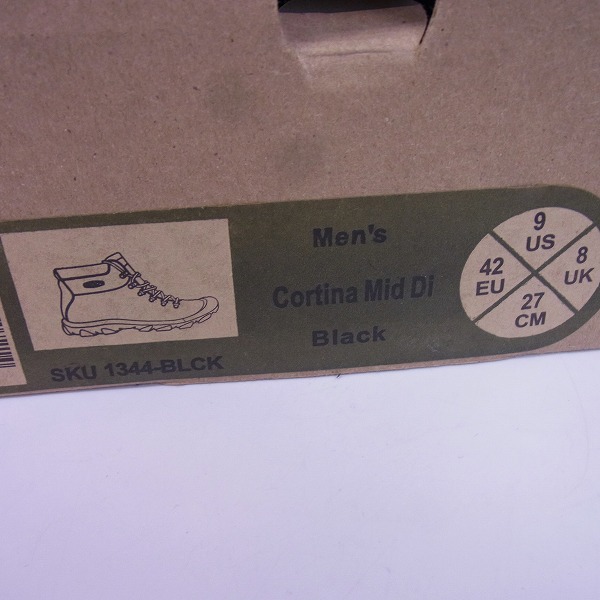 Men's
Cortina Mid Di
Black
SKU 1344-BLCK
9
US
42
EU
8
UK
27
CM